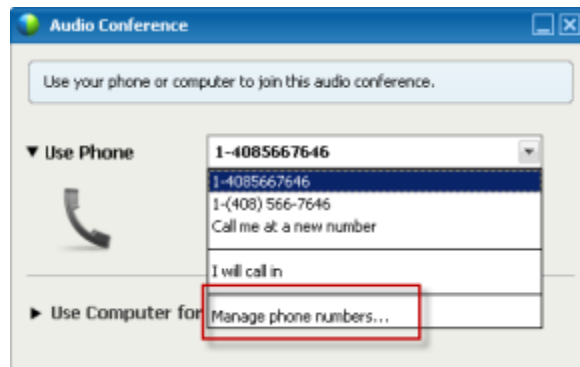 Audio Conference
Use your phone or computer to join this audio conference.
Use Phone
1-4085667646
1-4085667646
1-(408) 566-7646
Call me at a new number
I will call in
Use Computer for
Manage phone numbers...